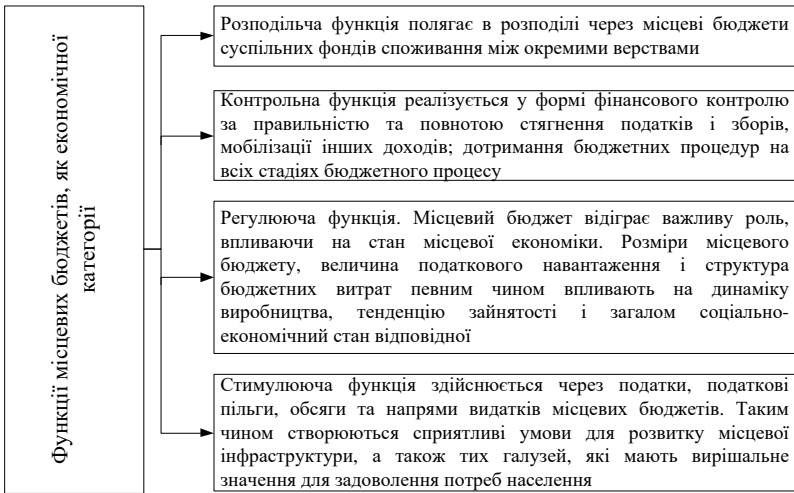 Функції місцевих бюджетів, як економічної
категорії
Розподільча функція полягає в розподілі через місцеві бюджети
суспільних фондів споживання між окремими верствами
Контрольна функція реалізується у формі фінансового контролю
за правильністю та повнотою стягнення податків і зборів,
мобілізації інших доходів; дотримання бюджетних процедур на
всіх стадіях бюджетного процесу
Регулююча функція. Місцевий бюджет відіграє важливу роль,
впливаючи на стан місцевої економіки. Розміри місцевого
бюджету, величина податкового навантаження і структура
бюджетних витрат певним чином впливають на динаміку
виробництва, тенденцію зайнятості і загалом соціально-
економічний стан відповідної
Стимулююча функція здійснюється через податки, податкові
пільги, обсяги та напрями видатків місцевих бюджетів. Таким
чином створюються сприятливі умови для розвитку місцевої
інфраструктури, а також тих галузей, які мають вирішальне
значення для задоволення потреб населення